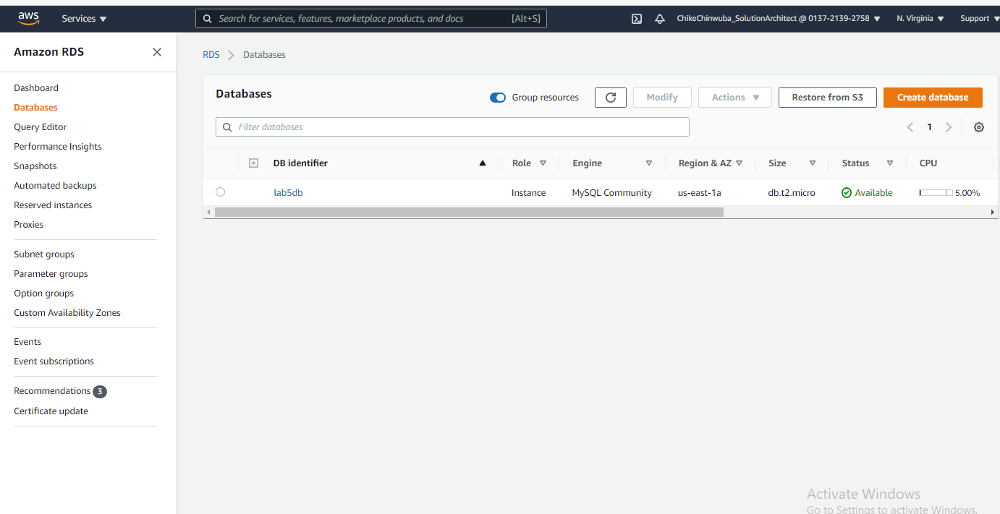 aws Services Search for services, features, marketplace products, and docs [Alt+S] ChikeChinwuba_SolutionArchitect @ 0137-2139-2758 N. Virginia Support
Amazon RDS
Dashboard
Databases
Query Editor
Performance Insights
Snapshots
Automated backups
Reserved instances
Proxies
Subnet groups
Parameter groups
Option groups
Custom Availability Zones
Events
Event subscriptions
Recommendations 3
Certificate update
RDS Databases
Databases Group resources Modify Actions Restore from S3 Create database
Filter databases 1
DB identifier Role Engine Region & AZ Size Status CPU
lab5db Instance MySQL Community us-east-1a db.t2.micro Available 5.00%
Activate Windows
Go to Settings to activate Windows.